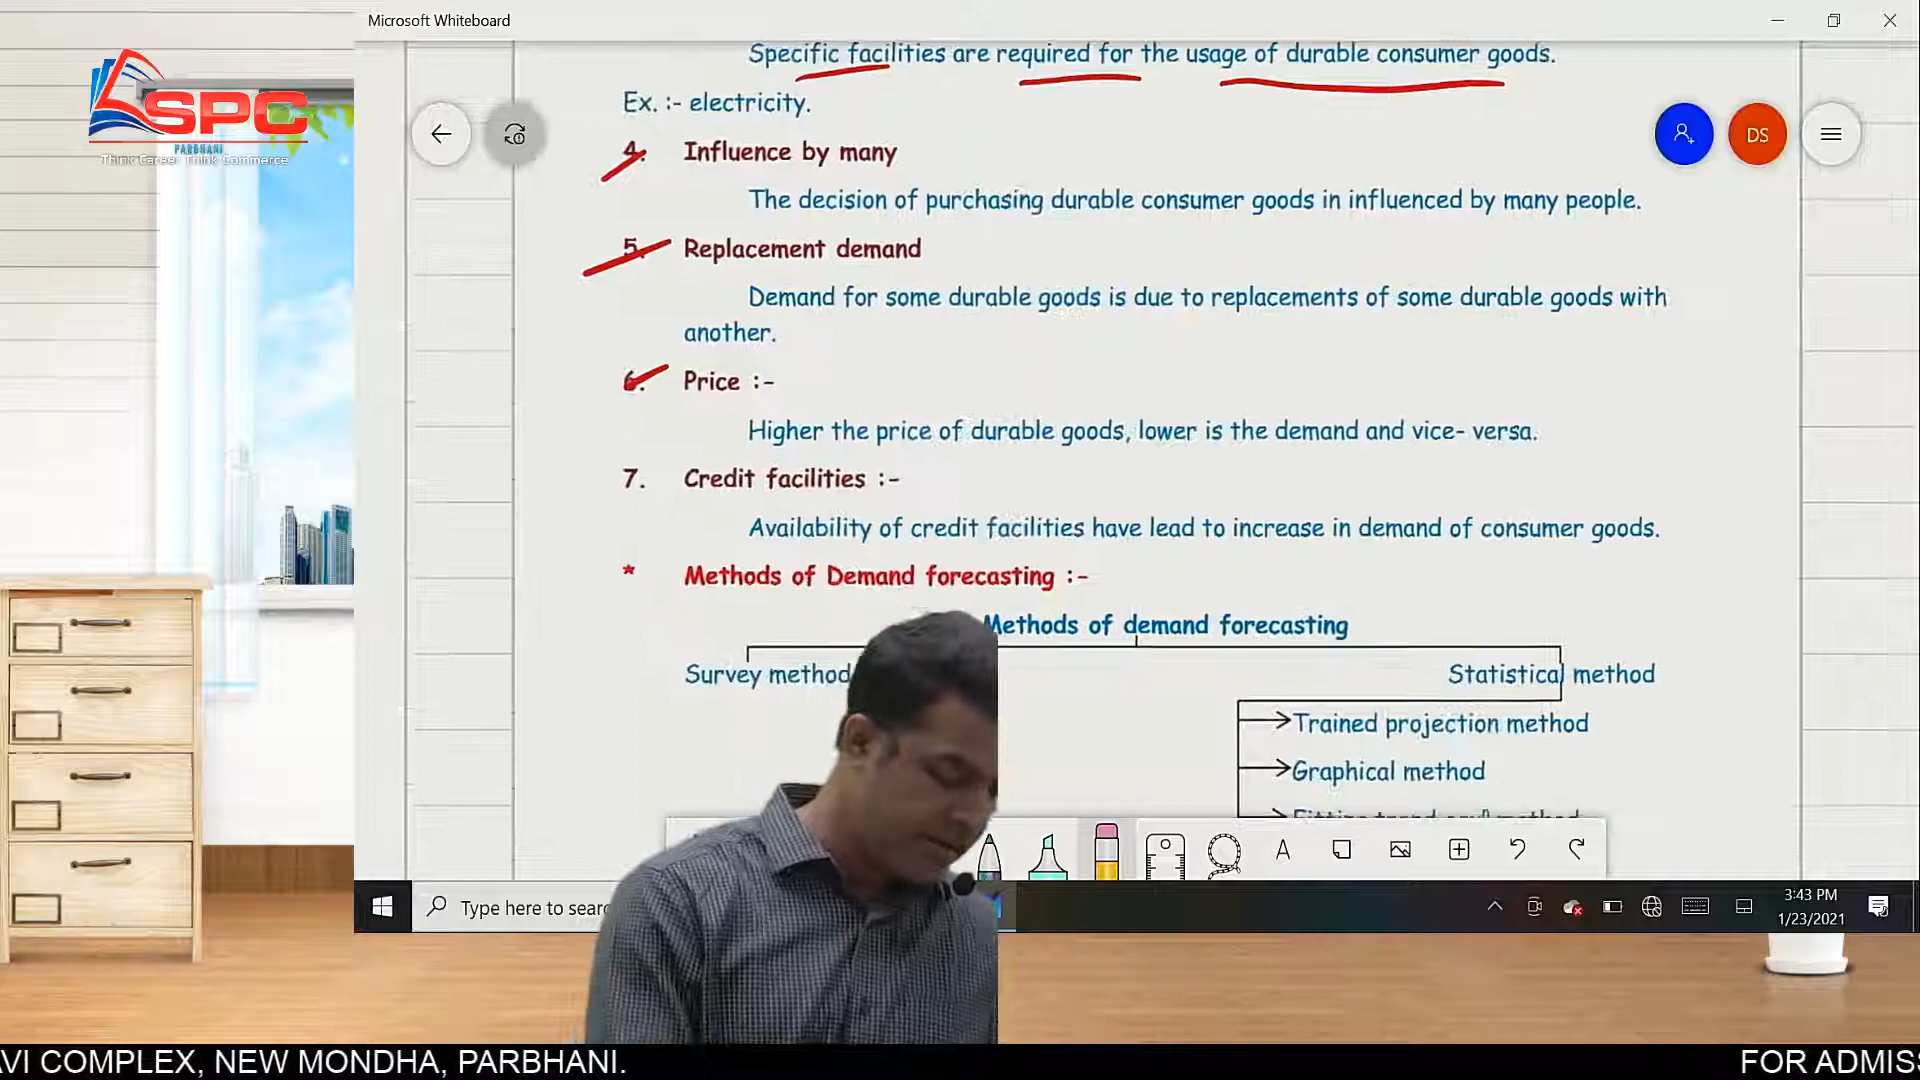 Microsoft Whiteboard
SPC
PARBHANI
Think Career Think Commerce
Specific facilities are required for the usage of durable consumer goods.
Ex. :- electricity.
DS
4. Influence by many
The decision of purchasing durable consumer goods in influenced by many people.
5. Replacement demand
Demand for some durable goods is due to replacements of some durable goods with
another.
6. Price :-
Higher the price of durable goods, lower is the demand and vice- versa.
7. Credit facilities :-
Availability of credit facilities have lead to increase in demand of consumer goods.
* Methods of Demand forecasting :-
Methods of demand forecasting
Survey method
Statistical method
Trained projection method
Graphical method
Type here to sear
3:43 PM
1/23/2021
AVI COMPLEX, NEW MONDHA, PARBHANI.
FOR ADMISS